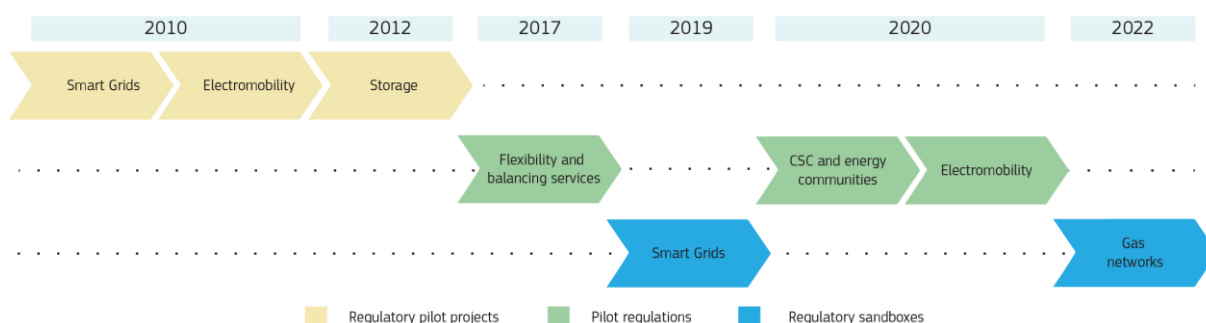 2010 2012 2017 2019 2020 2022
Smart Grids Electromobility Storage
Flexibility and
balancing services
CSC and energy
communities
Electromobility
Smart Grids
Gas
networks
Regulatory pilot projects Pilot regulations Regulatory sandboxes